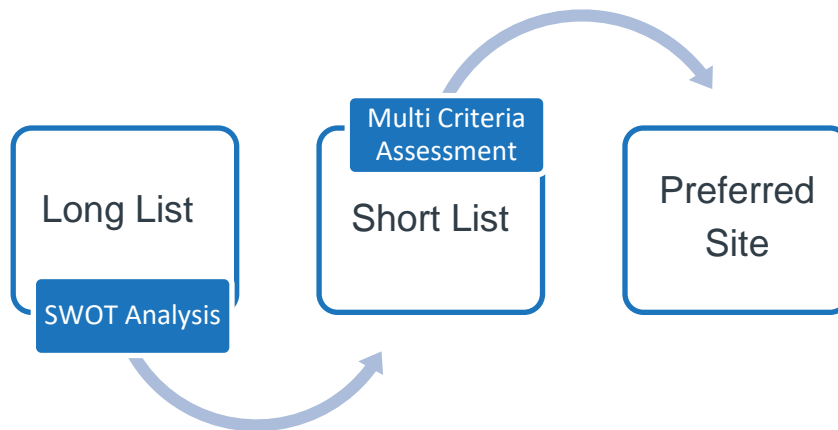 Long List
SWOT Analysis
Multi Criteria
Assessment
Short List
Preferred
Site